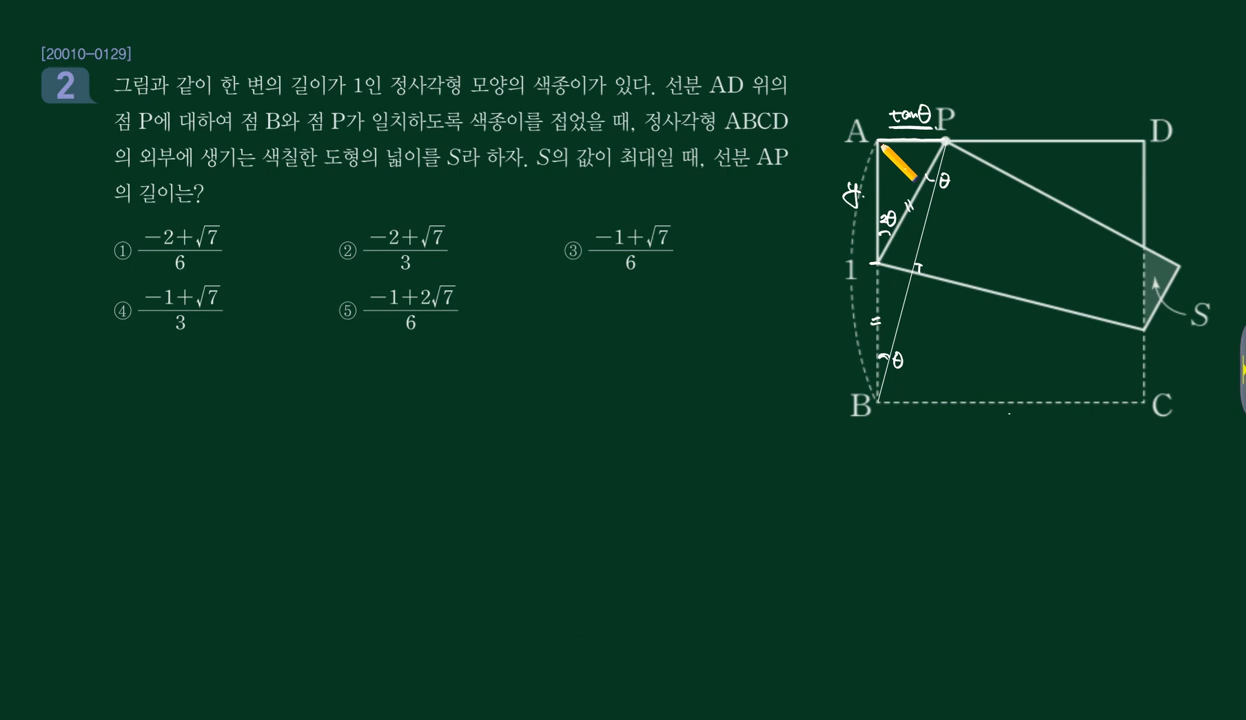 [20010-0129]
2
그림과 같이 한 변의 길이가 1인 정사각형 모양의 색종이가 있다. 선분 AD 위의
점 P에 대하여 점 B와 점 P가 일치하도록 색종이를 접었을 때, 정사각형 ABCD
의 외부에 생기는 색칠한 도형의 넓이를 S라 하자. S의 값이 최대일 때, 선분 AP
의 길이는?
① (-2+√7)/6 ② (-2+√7)/3 ③ (-1+√7)/6
④ (-1+√7)/3 ⑤ (-1+2√7)/6
tanθ
A P D
y
θ
2θ
1
S
θ
B C